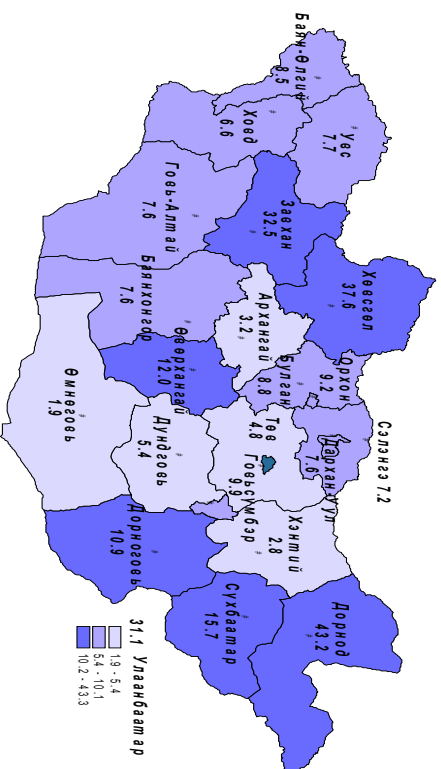 Баян-Өлгий
8.5
Увс
7.7
Ховд
6.6
Завхан
32.5
Говь-Алтай
7.6
Хөвсгөл
37.6
Баянхонгор
7.6
Архангай
3.2
Өвөрхангай
12.0
Орхон
9.2
Булган
8.8
Өмнөговь
1.9
Сэлэнгэ 7.2
Дархан-Уул
7.6
Төв
4.8
Говьсүмбэр
9.9
Дундговь
5.4
Хэнтий
2.8
Дорноговь
10.9
Сүхбаатар
15.7
Дорнод
43.2
31.1 Улаанбаатар
1.9 - 5.4
5.4 - 10.1
10.2 - 43.3